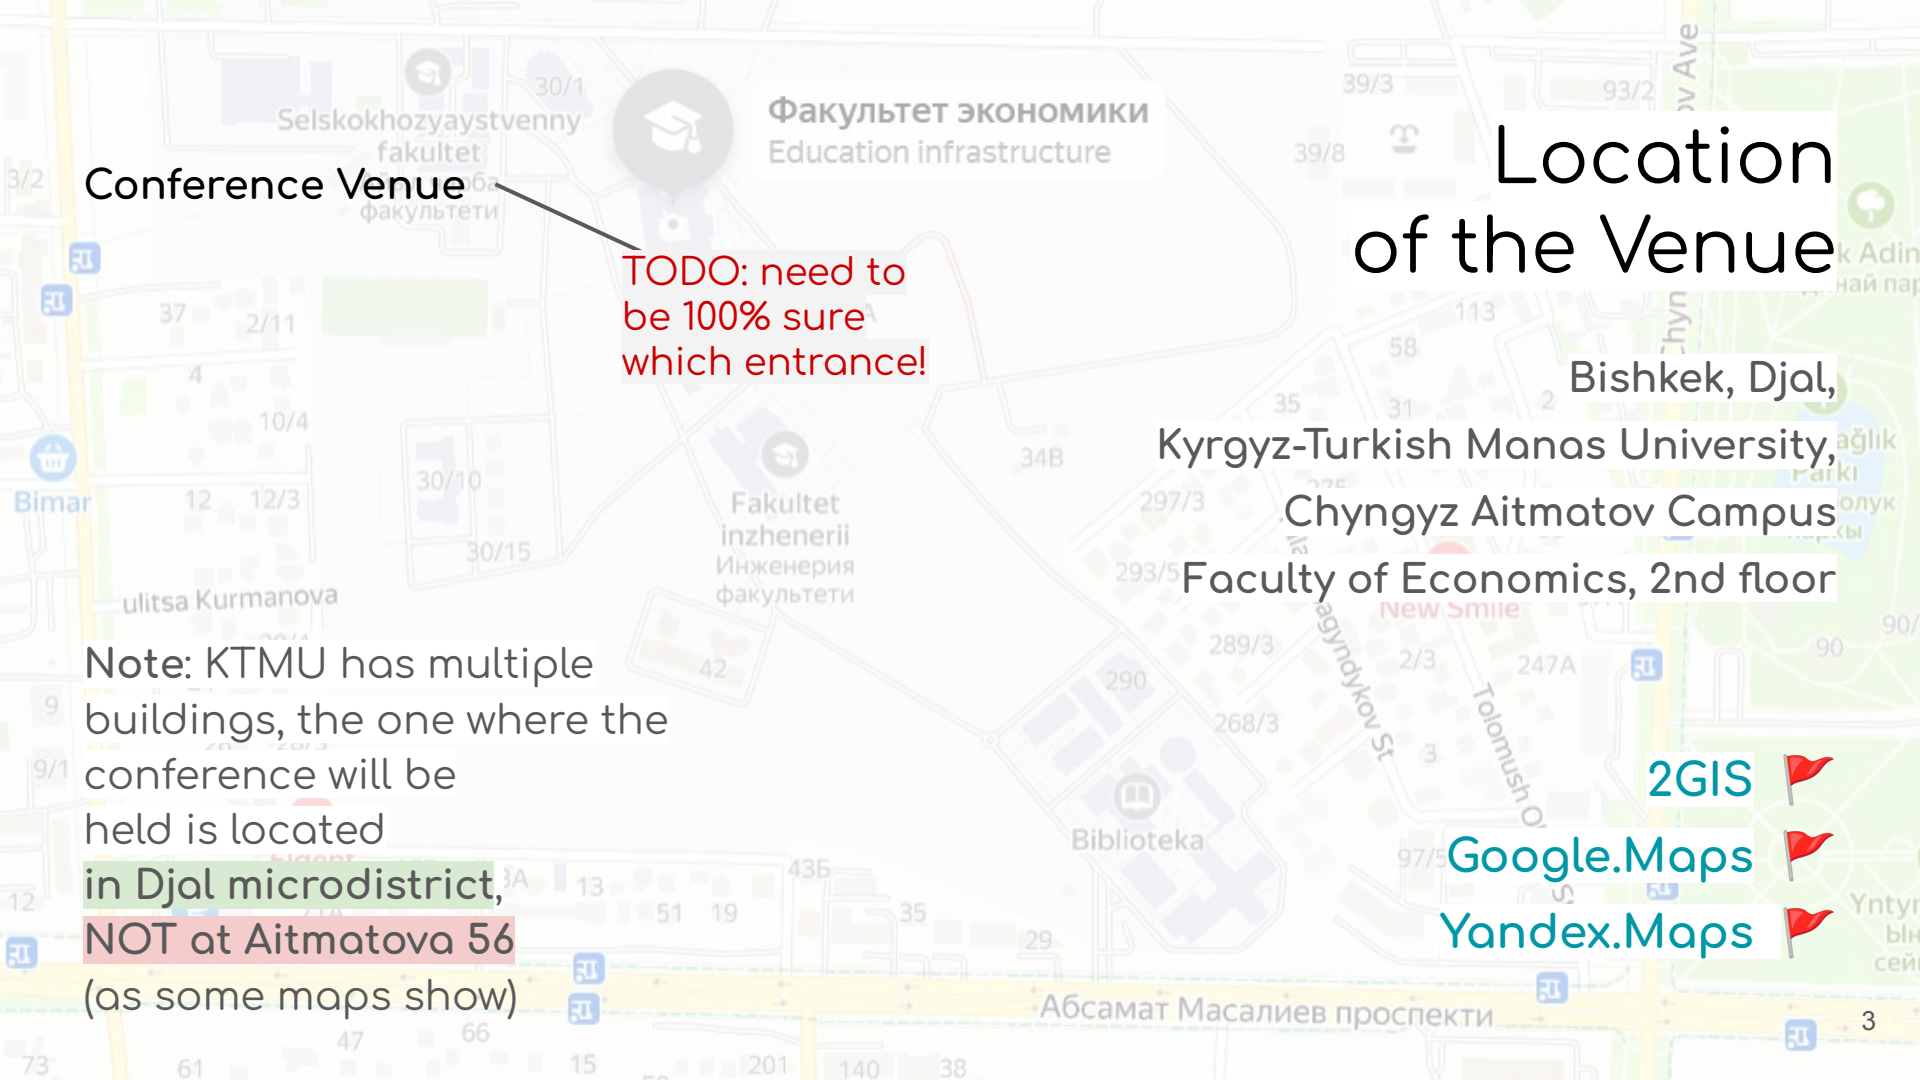 Location
of the Venue
Conference Venue
TODO: need to
be 100% sure
which entrance!
Bishkek, Djal,
Kyrgyz-Turkish Manas University,
Chyngyz Aitmatov Campus
Faculty of Economics, 2nd floor
Note: KTMU has multiple
buildings, the one where the
conference will be
held is located
in Djal microdistrict,
NOT at Aitmatova 56
(as some maps show)
2GIS
Google.Maps
Yandex.Maps
3
Факультет экономики
Education infrastructure
Selskokhozyaystvenny
fakultet
факультети
30/1
39/3
93/2
39/8
3/2
37
2/11
4
10/4
113
58
35
31
2
12
12/3
30/10
30/15
34B
297/3
293/5
Bimar
Fakultet
inzhenerii
Инженерия
факультети
ulitsa Kurmanova
New Smile
42
289/3
2/3
247A
90
90/
290
268/3
3
9
9/1
Biblioteka
97/5
43Б
13
51
19
35
29
12
Абсамат Масалиев проспекти
47
66
73
61
15
201
140
38